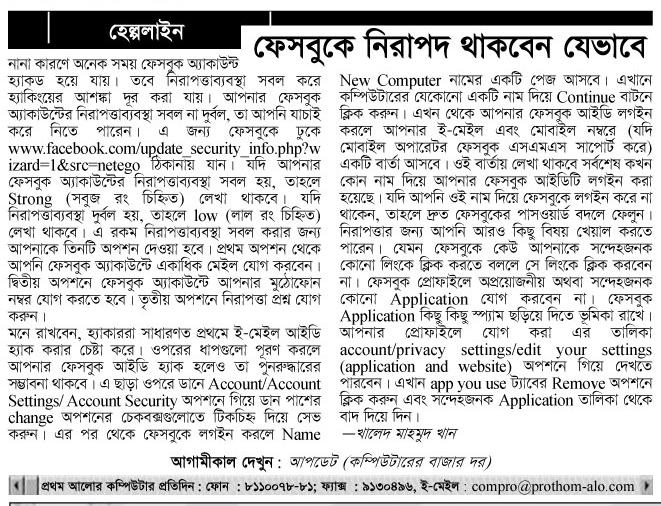 হেল্পলাইন
ফেসবুকে নিরাপদ থাকবেন যেভাবে
নানা কারণে অনেক সময় ফেসবুক অ্যাকাউন্ট
হ্যাকড হয়ে যায়। তবে নিরাপত্তাব্যবস্থা সবল করে
হ্যাকিংয়ের আশঙ্কা দূর করা যায়। আপনার ফেসবুক
অ্যাকাউন্টের নিরাপত্তাব্যবস্থা সবল না দুর্বল, তা আপনি যাচাই
করে নিতে পারেন। এ জন্য ফেসবুকে ঢুকে
www.facebook.com/update_security_info.php?w
izard=1&src=netego ঠিকানায় যান। যদি আপনার
ফেসবুক অ্যাকাউন্টের নিরাপত্তাব্যবস্থা সবল হয়, তাহলে
Strong (সবুজ রং চিহ্নিত) লেখা থাকবে। যদি
নিরাপত্তাব্যবস্থা দুর্বল হয়, তাহলে low (লাল রং চিহ্নিত)
লেখা থাকবে। এ রকম নিরাপত্তাব্যবস্থা সবল করার জন্য
আপনাকে তিনটি অপশন দেওয়া হবে। প্রথম অপশন থেকে
আপনি ফেসবুক অ্যাকাউন্টে একাধিক মেইল যোগ করবেন।
দ্বিতীয় অপশনে ফেসবুক অ্যাকাউন্টে আপনার মুঠোফোন
নম্বর যোগ করতে হবে। তৃতীয় অপশনে নিরাপত্তা প্রশ্ন যোগ
করুন।
মনে রাখবেন, হ্যাকাররা সাধারণত প্রথমে ই-মেইল আইডি
হ্যাক করার চেষ্টা করে। ওপরের ধাপগুলো পূরণ করলে
আপনার ফেসবুক আইডি হ্যাক হলেও তা পুনরুদ্ধারের
সম্ভাবনা থাকবে। এ ছাড়া ওপরে ডানে Account/Account
Settings/ Account Security অপশনে গিয়ে ডান পাশের
change অপশনের চেকবক্সগুলোতে টিকচিহ্ন দিয়ে সেভ
করুন। এর পর থেকে ফেসবুকে লগইন করলে Name
New Computer নামের একটি পেজ আসবে। এখানে
কম্পিউটারের যেকোনো একটি নাম দিয়ে Continue বাটনে
ক্লিক করুন। এখন থেকে আপনার ফেসবুক আইডি লগইন
করলে আপনার ই-মেইল এবং মোবাইল নম্বরে (যদি
মোবাইল অপারেটর ফেসবুক এসএমএস সাপোর্ট করে)
একটি বার্তা আসবে। ওই বার্তায় লেখা থাকবে সর্বশেষ কখন
কোন নাম দিয়ে আপনার ফেসবুক আইডিটি লগইন করা
হয়েছে। যদি আপনি ওই নাম দিয়ে ফেসবুকে লগইন করে না
থাকেন, তাহলে দ্রুত ফেসবুকের পাসওয়ার্ড বদলে ফেলুন।
নিরাপত্তার জন্য আপনি আরও কিছু বিষয় খেয়াল করতে
পারেন। যেমন ফেসবুকে কেউ আপনাকে সন্দেহজনক
কোনো লিংকে ক্লিক করতে বললে সে লিংকে ক্লিক করবেন
না। ফেসবুক প্রোফাইলে অপ্রয়োজনীয় অথবা সন্দেহজনক
কোনো Application যোগ করবেন না। ফেসবুক
Application কিছু কিছু স্প্যাম ছড়িয়ে দিতে ভূমিকা রাখে।
আপনার প্রোফাইলে যোগ করা এর তালিকা
account/privacy settings/edit your settings
(application and website) অপশনে গিয়ে দেখতে
পারবেন। এখান app you use ট্যাবের Remove অপশনে
ক্লিক করুন এবং সন্দেহজনক Application তালিকা থেকে
বাদ দিয়ে দিন।
—খালেদ মাহমুদ খান
আগামীকাল দেখুন : আপডেট (কম্পিউটারের বাজার দর)
প্রথম আলোর কম্পিউটার প্রতিদিন : ফোন : ৮১১০০৭৮-৮১; ফ্যাক্স : ৯১৩০৪৯৬, ই-মেইল : compro@prothom-alo.com